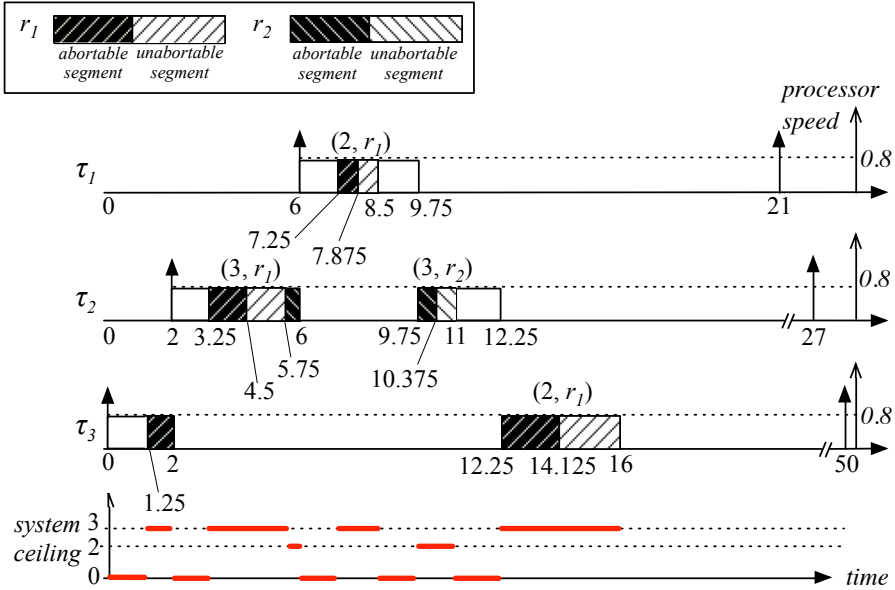 r1 r2
abortable segment unabortable segment abortable segment unabortable segment
processor speed
(2, r1)
0.8
τ1
0 6 8.5 9.75 21
7.25 7.875
(3, r1) (3, r2)
0.8
τ2
0 2 3.25 6 9.75 11 12.25 27
4.5 5.75 10.375
(2, r1)
0.8
τ3
0 2 12.25 14.125 16 50
1.25
system ceiling
3
2
0
time